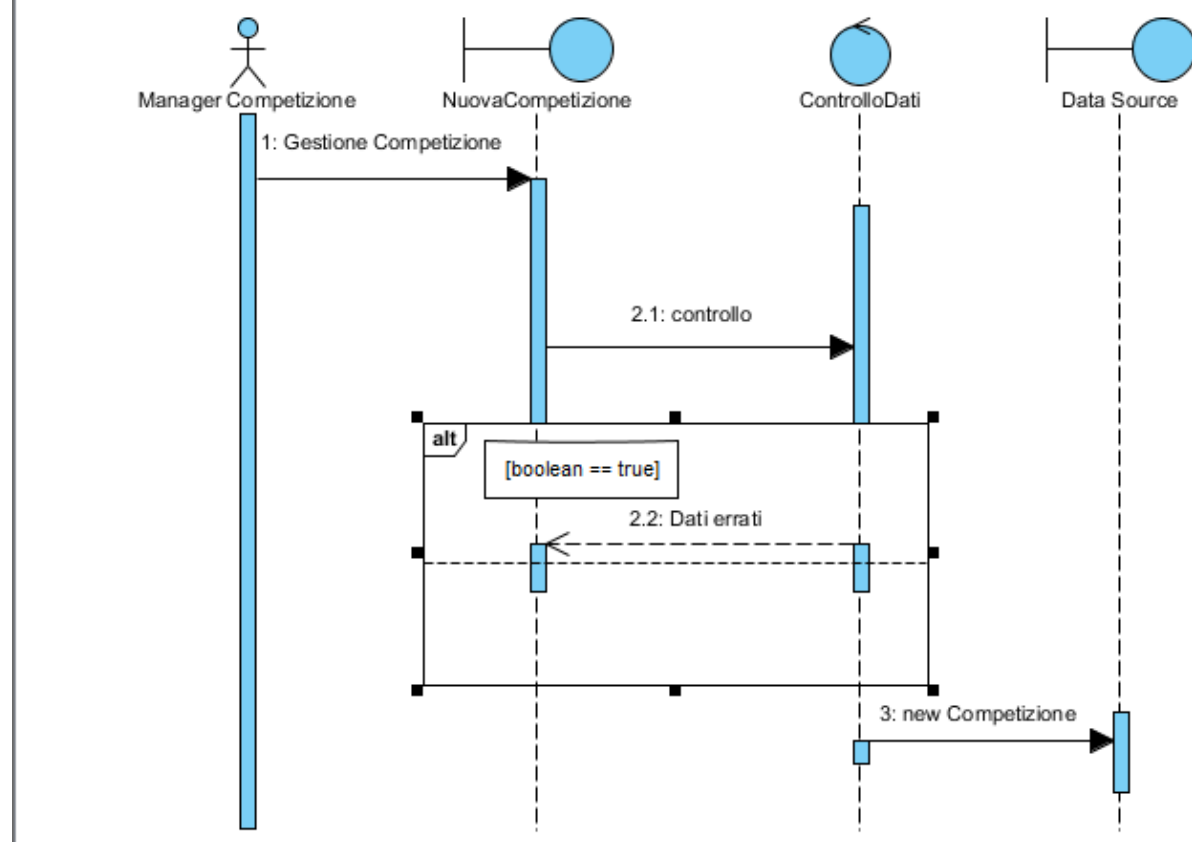 Manager Competizione
NuovaCompetizione
ControlloDati
Data Source
1: Gestione Competizione
2.1: controllo
alt
[boolean == true]
2.2: Dati errati
3: new Competizione